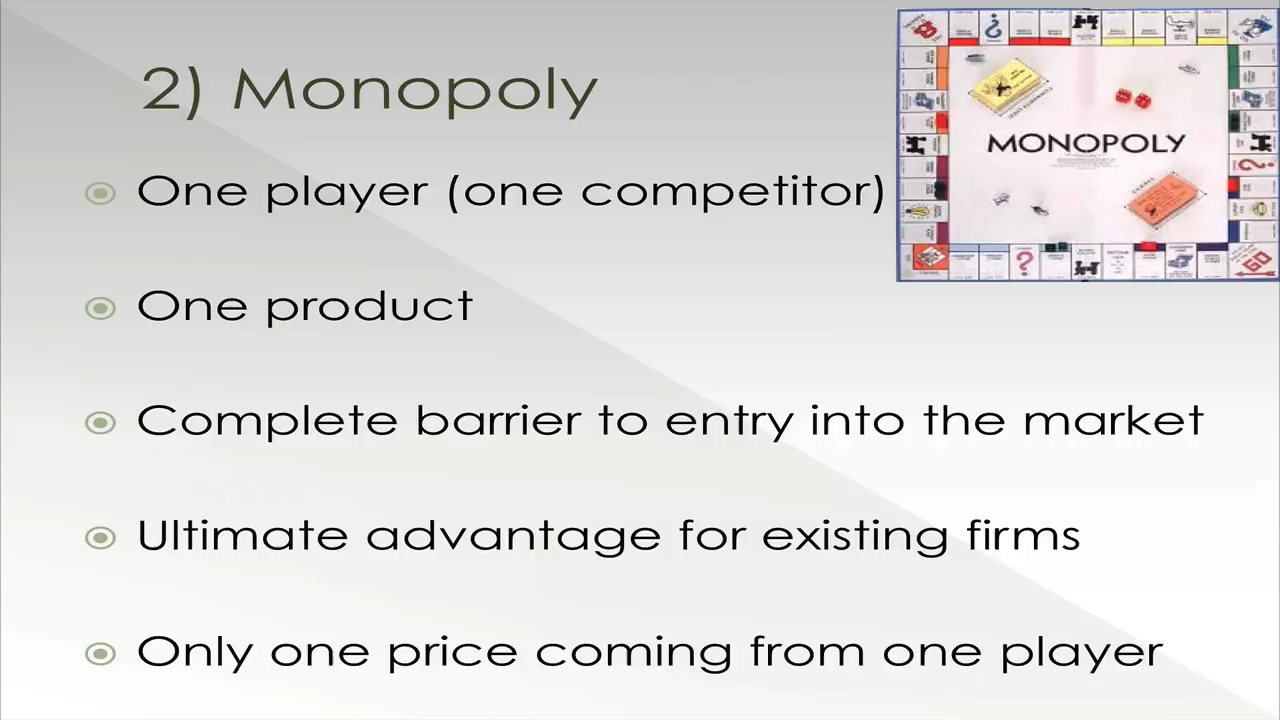 2) Monopoly
One player (one competitor)
One product
Complete barrier to entry into the market
Ultimate advantage for existing firms
Only one price coming from one player
MONOPOLY
GO